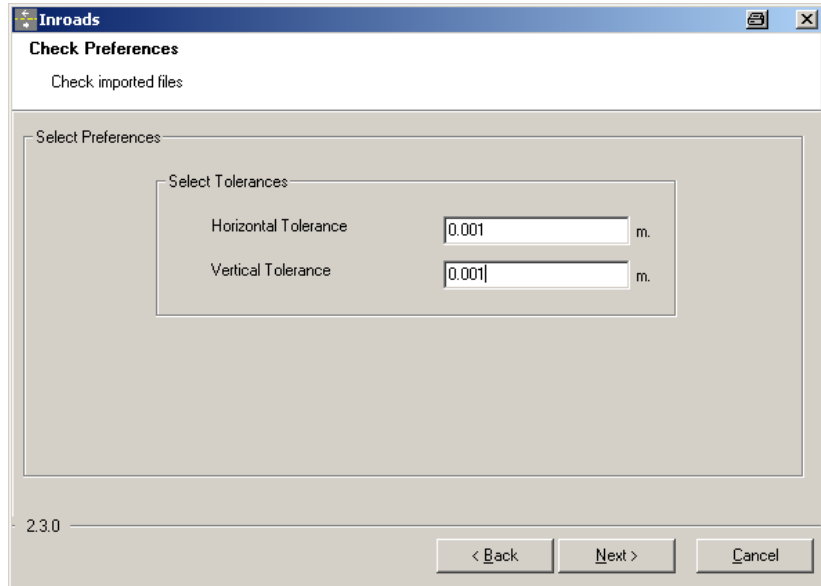 Inroads
Check Preferences
Check imported files
Select Preferences
Select Tolerances
Horizontal Tolerance 0.001 m.
Vertical Tolerance 0.001 m.
2.3.0
< Back Next > Cancel